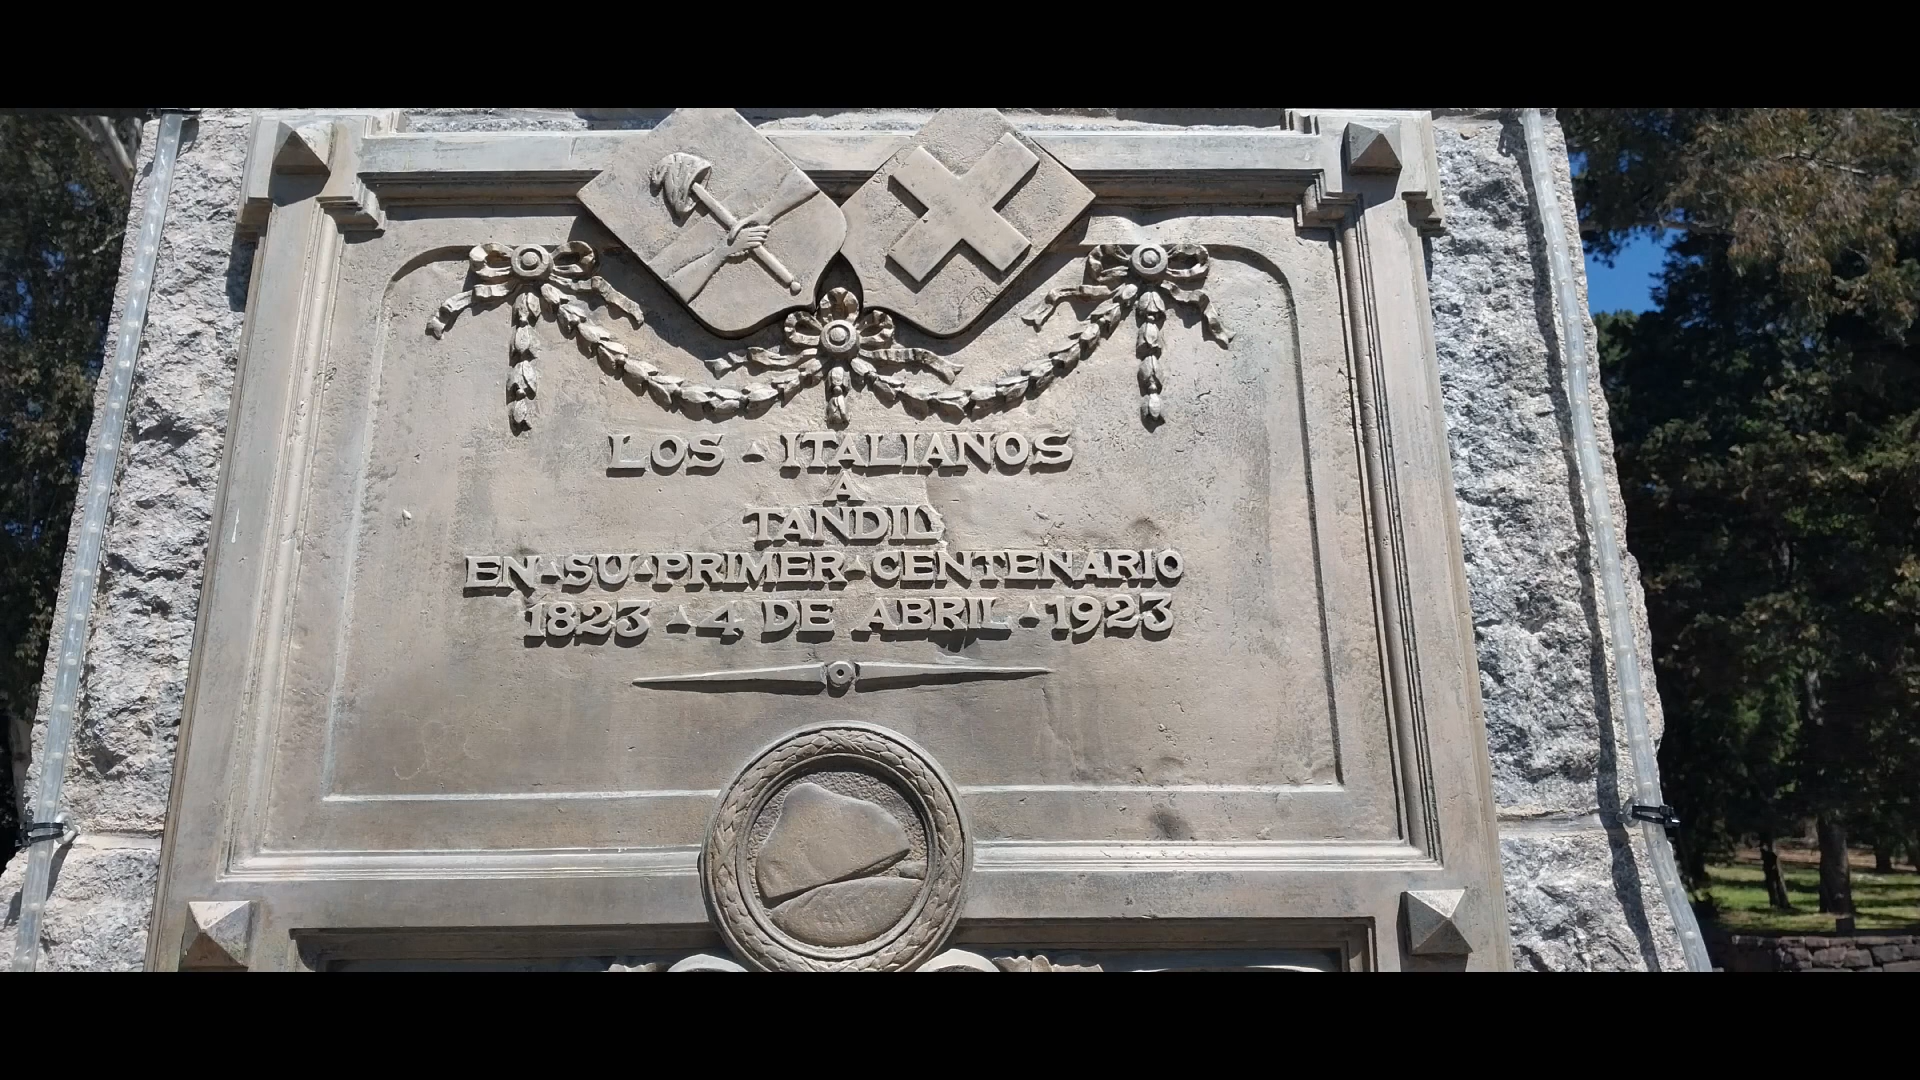 LOS ITALIANOS
A
TANDIL
EN SU PRIMER CENTENARIO
1823 4 DE ABRIL 1923